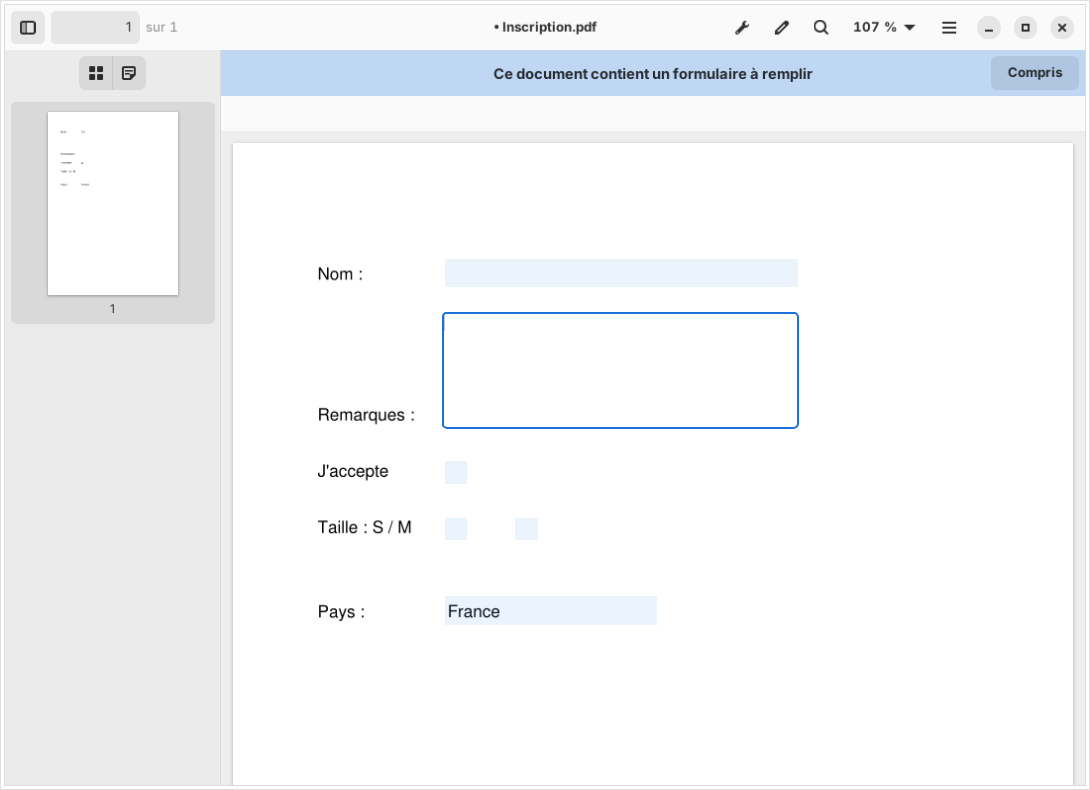 1 sur 1
• Inscription.pdf
107 %
Ce document contient un formulaire à remplir
Compris
1
Nom :
Remarques :
J'accepte
Taille : S / M
Pays :
France